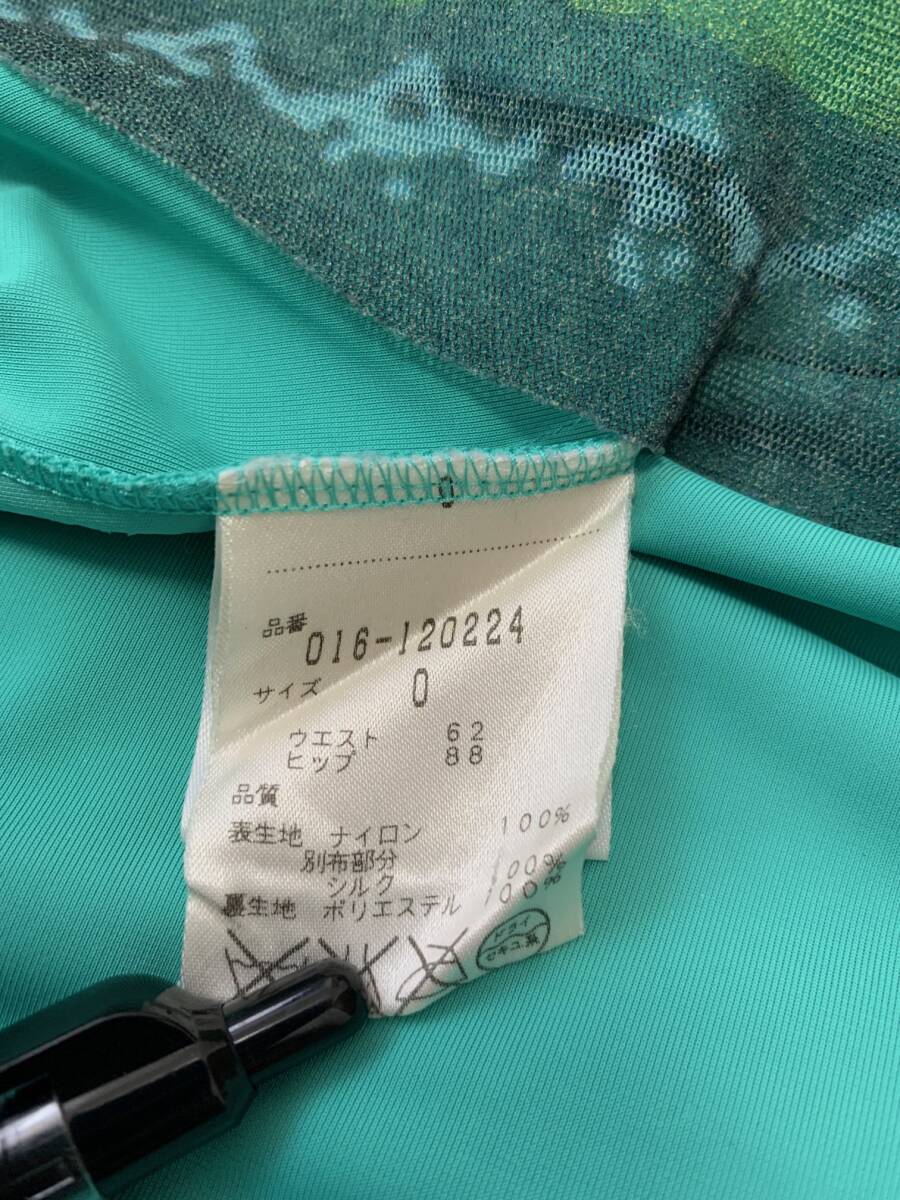 0
品番 016-120224
サイズ 0
ウエスト 62
ヒップ 88
品質
表生地 ナイロン 100%
別布部分
シルク 100%
裏生地 ポリエステル 100%
ドライ